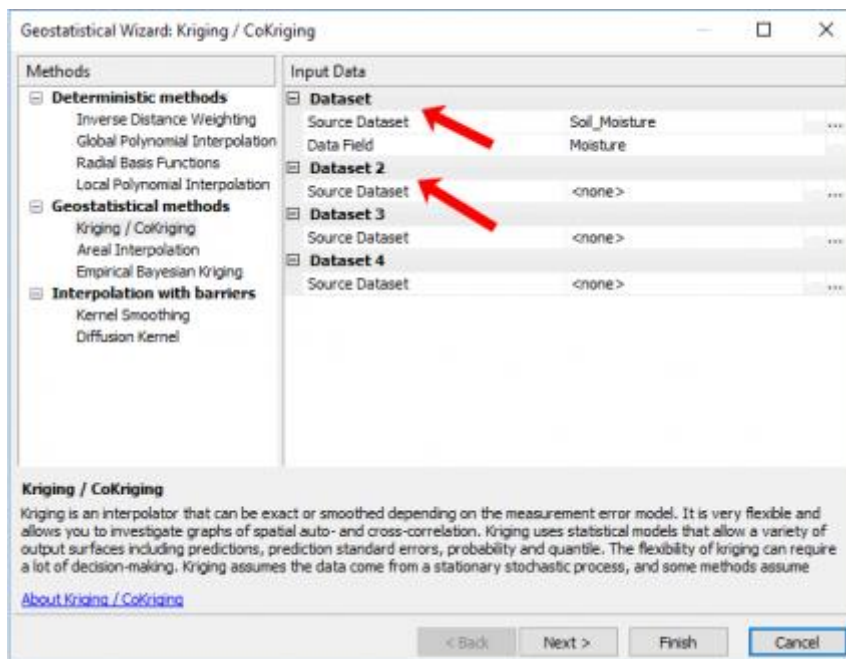 Geostatistical Wizard: Kriging / CoKriging
Methods
Deterministic methods
Inverse Distance Weighting
Global Polynomial Interpolation
Radial Basis Functions
Local Polynomial Interpolation
Geostatistical methods
Kriging / CoKriging
Areal Interpolation
Empirical Bayesian Kriging
Interpolation with barriers
Kernel Smoothing
Diffusion Kernel
Input Data
Dataset
Source Dataset Soil_Moisture ...
Data Field Moisture
Dataset 2
Source Dataset <none> ...
Dataset 3
Source Dataset <none> ...
Dataset 4
Source Dataset <none> ...
Kriging / CoKriging
Kriging is an interpolator that can be exact or smoothed depending on the measurement error model. It is very flexible and
allows you to investigate graphs of spatial auto- and cross-correlation. Kriging uses statistical models that allow a variety of
output surfaces including predictions, prediction standard errors, probability and quantile. The flexibility of kriging can require
a lot of decision-making. Kriging assumes the data come from a stationary stochastic process, and some methods assume
About Kriging / CoKriging
< Back Next > Finish Cancel